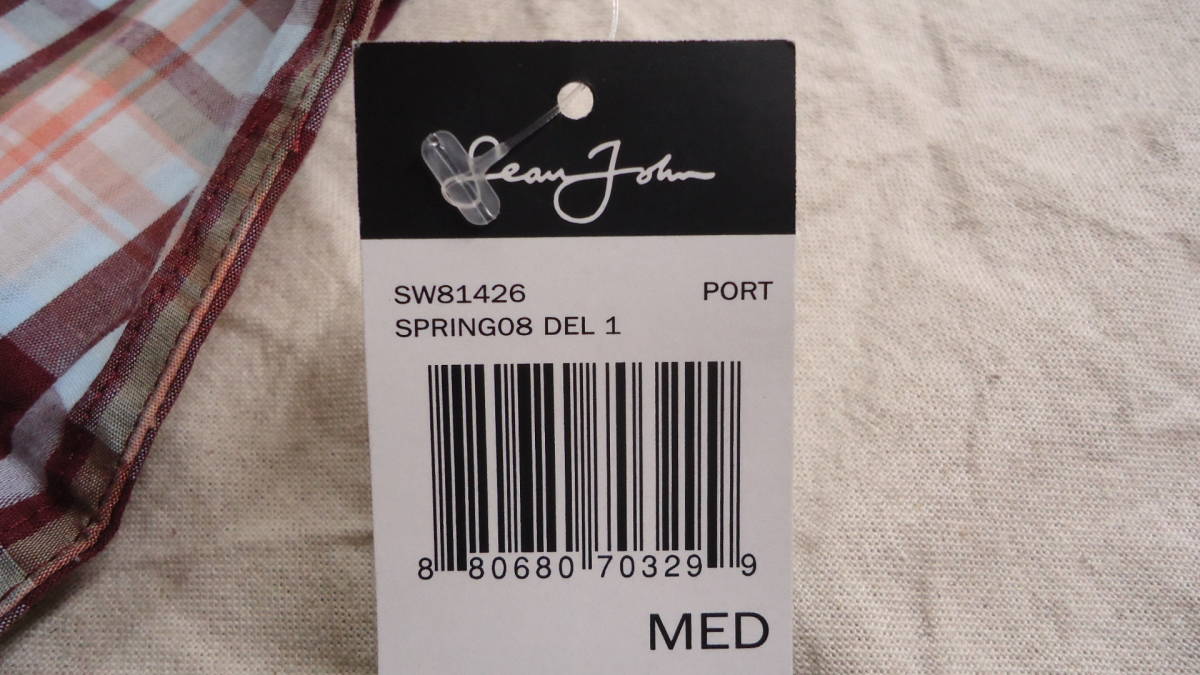 Sean John
SW81426 PORT
SPRING08 DEL 1
8 80680 70329 9
MED